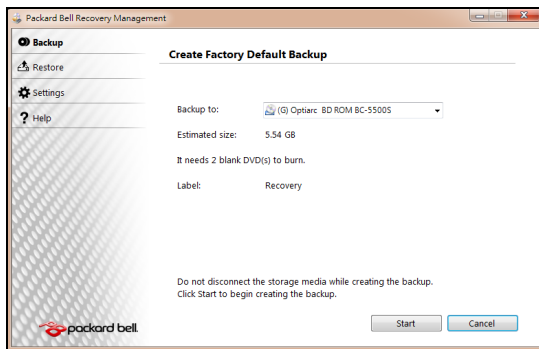 Packard Bell Recovery Management
Backup
Restore
Settings
Help
Create Factory Default Backup
Backup to: (G) Optiarc BD ROM BC-5500S
Estimated size: 5.54 GB
It needs 2 blank DVD(s) to burn.
Label: Recovery
Do not disconnect the storage media while creating the backup.
Click Start to begin creating the backup.
packard bell
Start Cancel